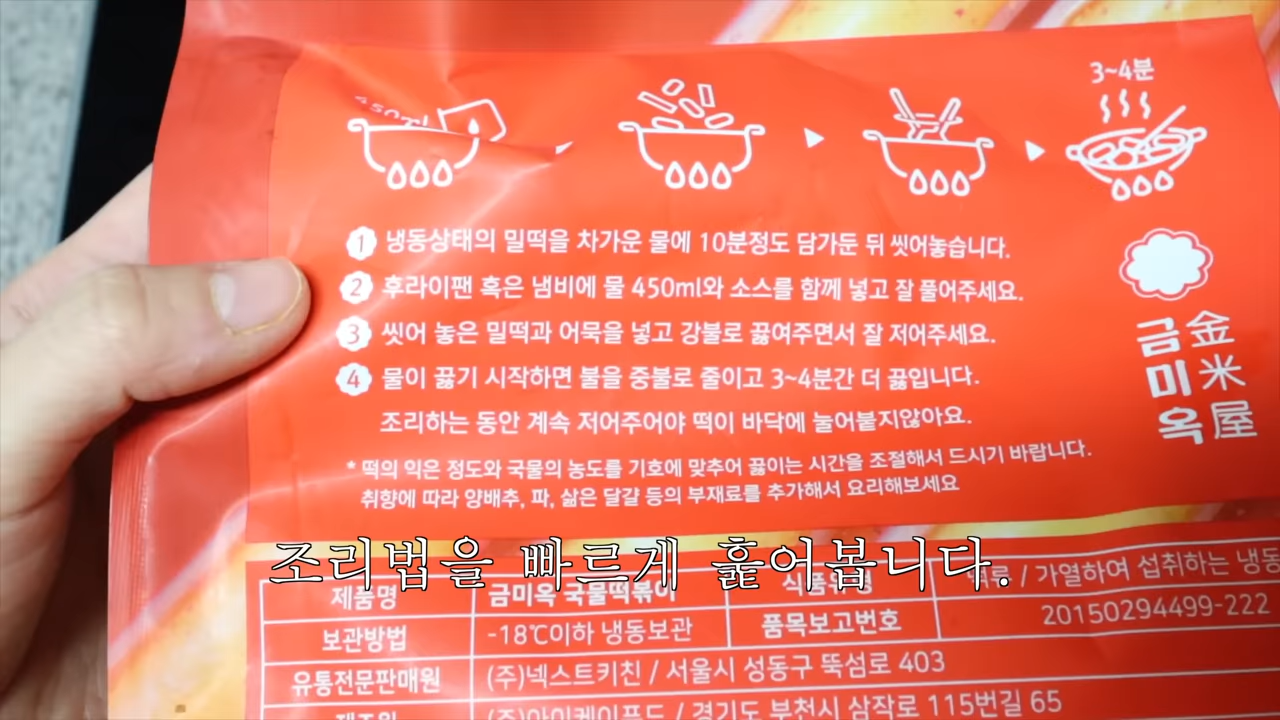 450ml
3~4분
1 냉동상태의 밀떡을 차가운 물에 10분정도 담가둔 뒤 씻어놓습니다.
2 후라이팬 혹은 냄비에 물 450ml와 소스를 함께 넣고 잘 풀어주세요.
3 씻어 놓은 밀떡과 어묵을 넣고 강불로 끓여주면서 잘 저어주세요.
4 물이 끓기 시작하면 불을 중불로 줄이고 3~4분간 더 끓입니다.
조리하는 동안 계속 저어주어야 떡이 바닥에 눌어붙지않아요.
* 떡의 익은 정도와 국물의 농도를 기호에 맞추어 끓이는 시간을 조절해서 드시기 바랍니다.
취향에 따라 양배추, 파, 삶은 달걀 등의 부재료를 추가해서 요리해보세요
금미옥 金米屋
조리법을 빠르게 훑어봅니다.
제품명 금미옥 국물떡볶이 식품유형 / 가열하여 섭취하는 냉동
보관방법 -18℃이하 냉동보관 품목보고번호 20150294499-222
유통전문판매원 (주)넥스트키친 / 서울시 성동구 뚝섬로 403
제조원 (주)아이케이푸드 / 경기도 부천시 삼작로 115번길 65